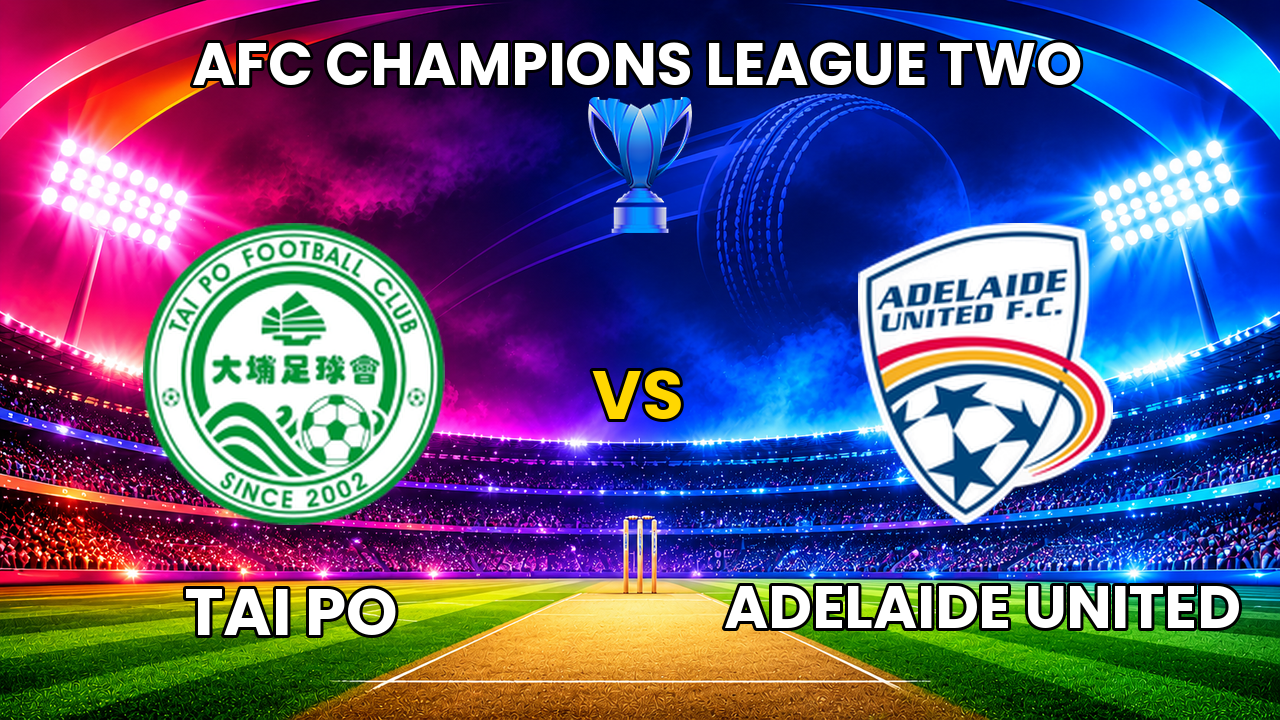 AFC CHAMPIONS LEAGUE TWO
TAI PO FOOTBALL CLUB
大埔足球會
SINCE 2002
ADELAIDE
UNITED F.C.
VS
TAI PO
ADELAIDE UNITED